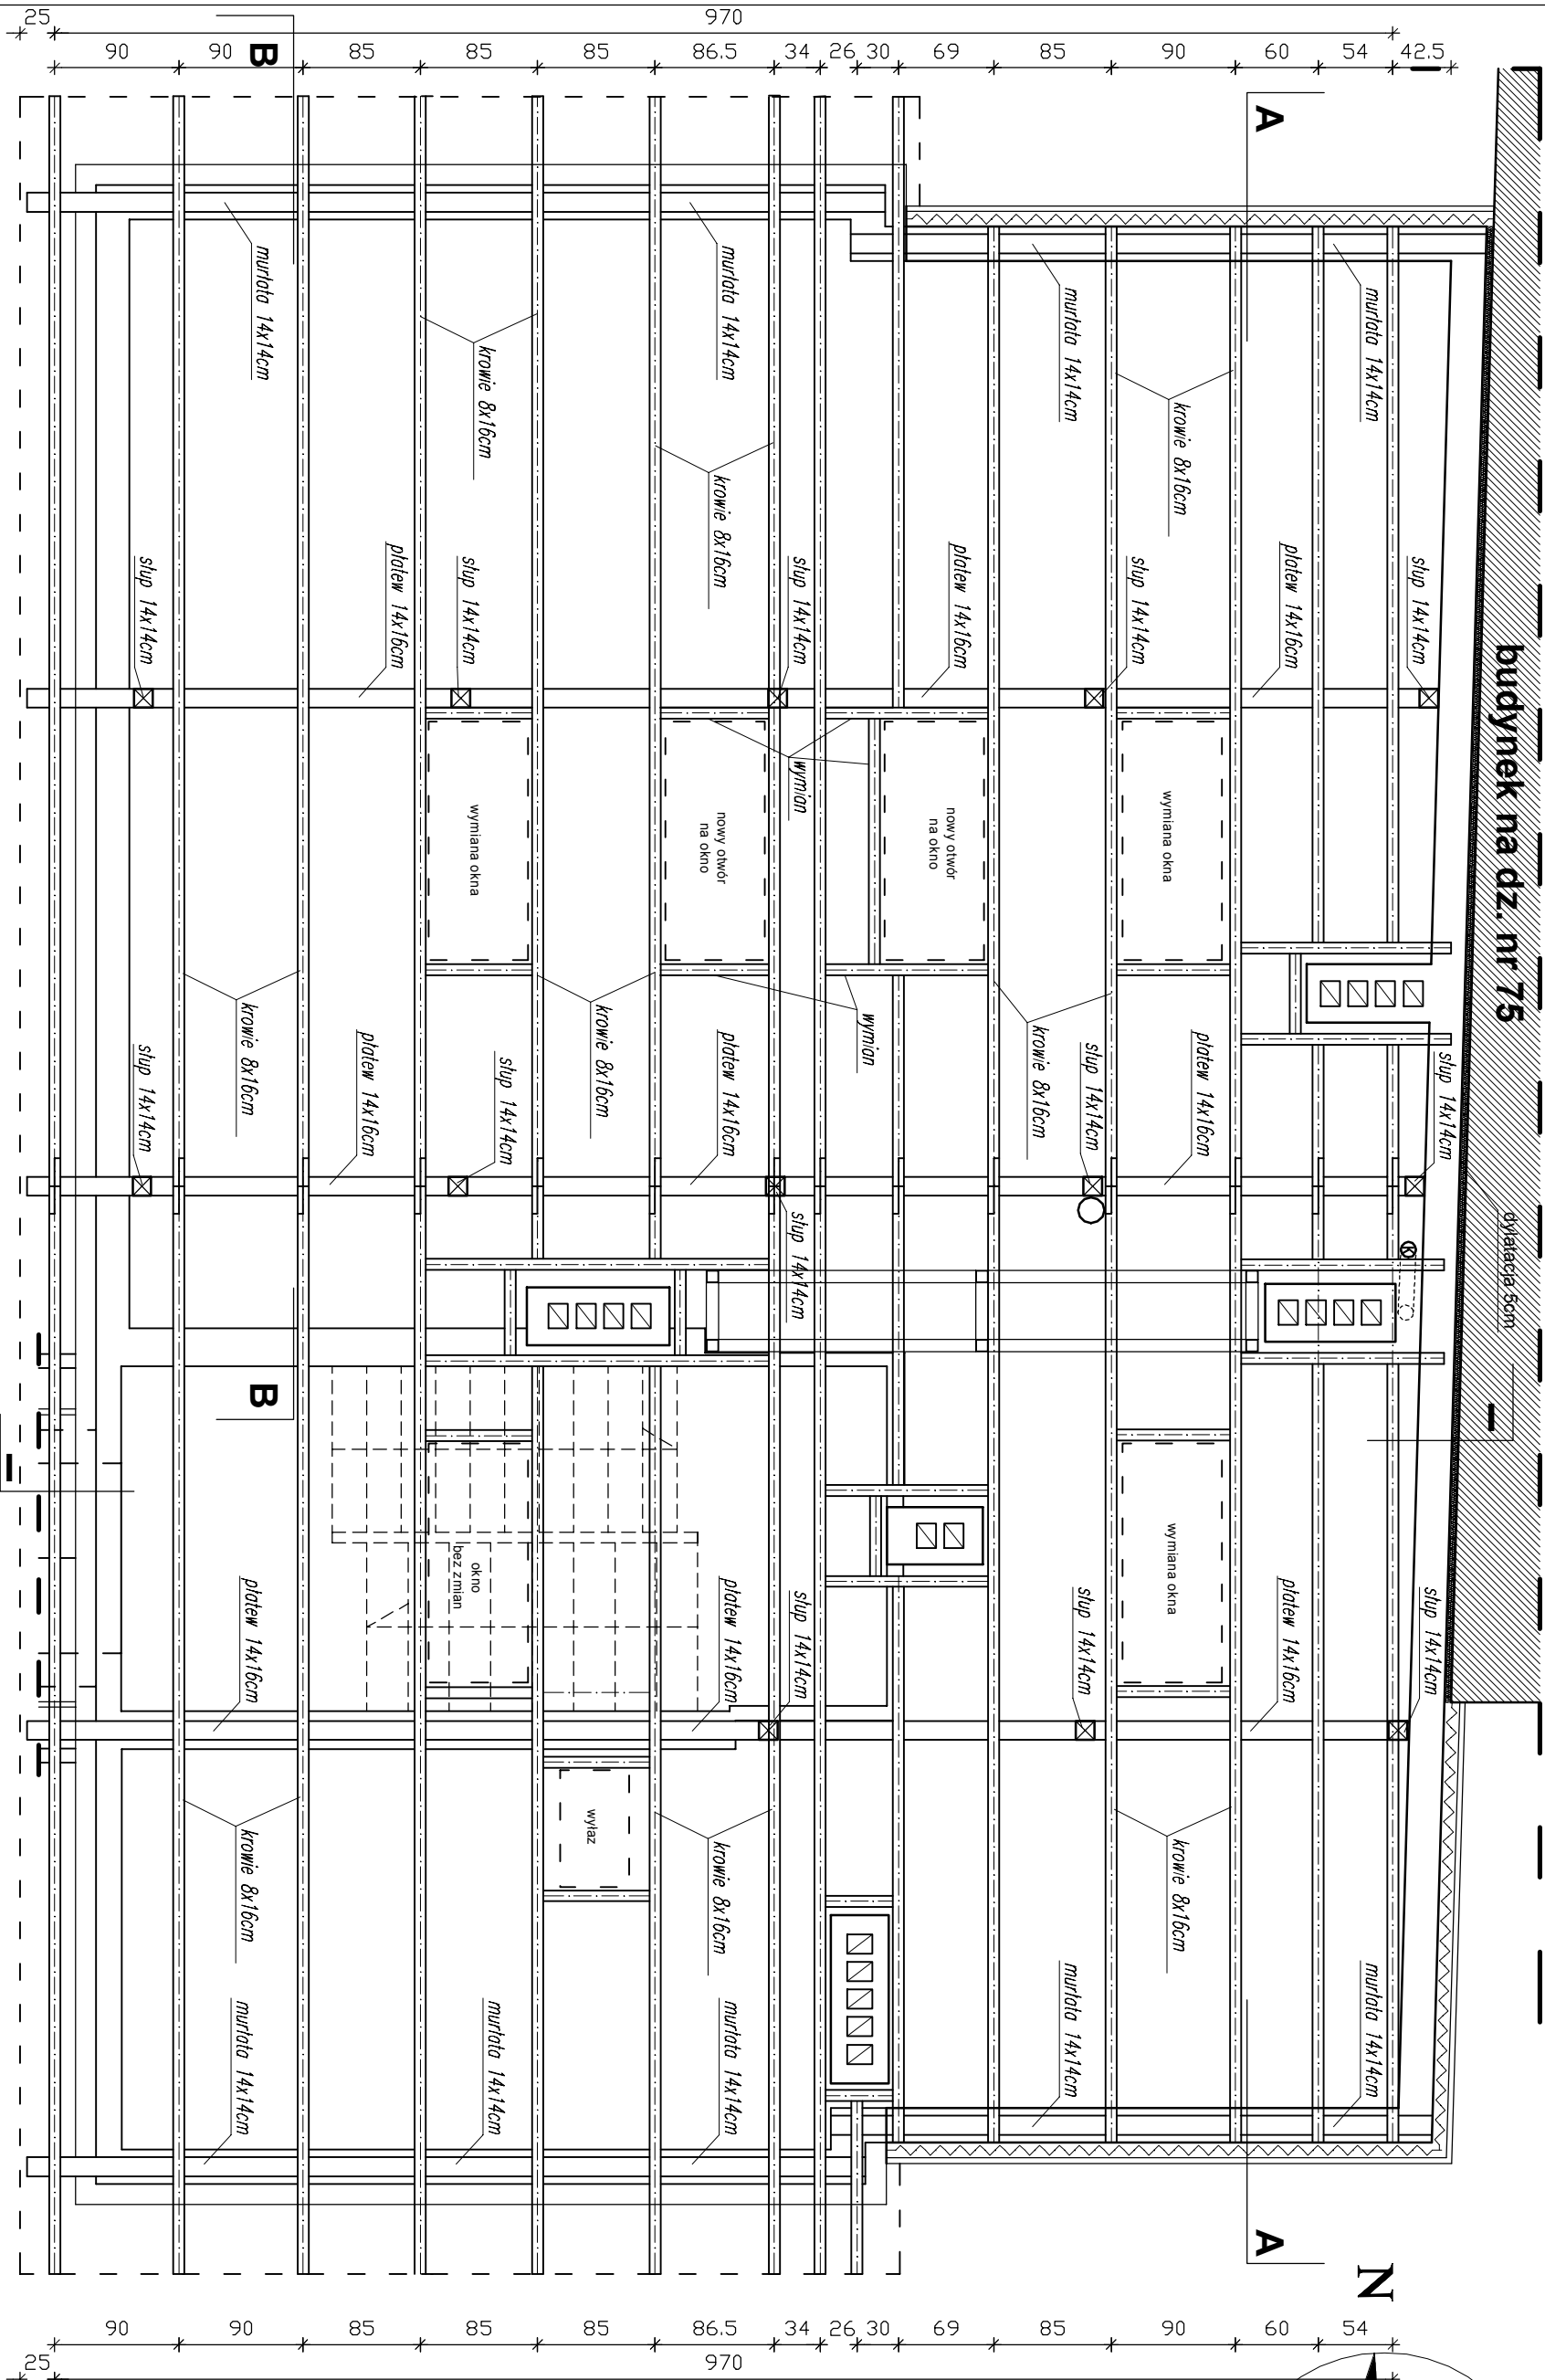 970
25
90
90
85
85
85
86.5
34
26
30
69
85
90
60
54
42.5
B
A
budynek na dz. nr 75
murłata 14x14cm
murłata 14x14cm
murłata 14x14cm
murłata 14x14cm
krowie 8x16cm
krowie 8x16cm
krowie 8x16cm
słup 14x14cm
płatew 14x16cm
słup 14x14cm
słup 14x14cm
płatew 14x16cm
słup 14x14cm
płatew 14x16cm
słup 14x14cm
wymian
wymiana okna
nowy otwór
na okno
nowy otwór
na okno
wymiana okna
krowie 8x16cm
krowie 8x16cm
wymian
krowie 8x16cm
słup 14x14cm
płatew 14x16cm
słup 14x14cm
płatew 14x16cm
słup 14x14cm
płatew 14x16cm
słup 14x14cm
słup 14x14cm
dylatacja 5cm
K
B
I
I
okno
bez zmian
wymiana okna
płatew 14x16cm
płatew 14x16cm
słup 14x14cm
słup 14x14cm
płatew 14x16cm
słup 14x14cm
wyłaz
krowie 8x16cm
krowie 8x16cm
krowie 8x16cm
murłata 14x14cm
murłata 14x14cm
murłata 14x14cm
murłata 14x14cm
murłata 14x14cm
A
N
90
90
85
85
85
86.5
34
26
30
69
85
90
60
54
25
970